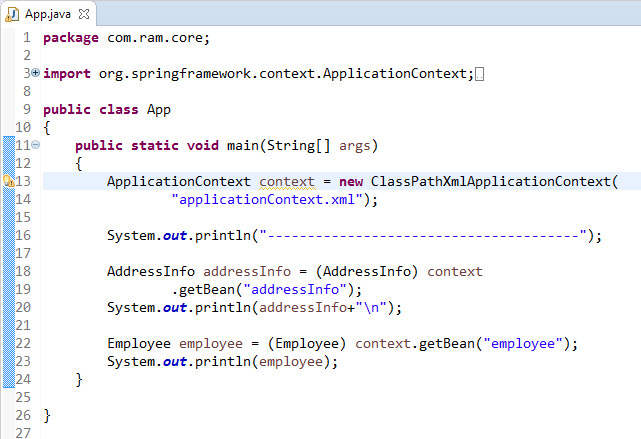 App.java
1 package com.ram.core;
2
3 import org.springframework.context.ApplicationContext;
8
9 public class App
10 {
11     public static void main(String[] args)
12     {
13         ApplicationContext context = new ClassPathXmlApplicationContext(
14                 "applicationContext.xml");
15
16         System.out.println("---------------------------------------");
17
18         AddressInfo addressInfo = (AddressInfo) context
19                 .getBean("addressInfo");
20         System.out.println(addressInfo+"\n");
21
22         Employee employee = (Employee) context.getBean("employee");
23         System.out.println(employee);
24     }
25
26 }
27